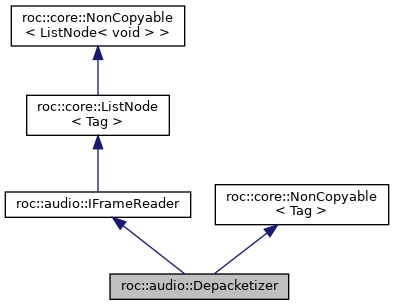 roc::core::NonCopyable
< ListNode< void > >
roc::core::ListNode
< Tag >
roc::audio::IFrameReader
roc::core::NonCopyable
< Tag >
roc::audio::Depacketizer